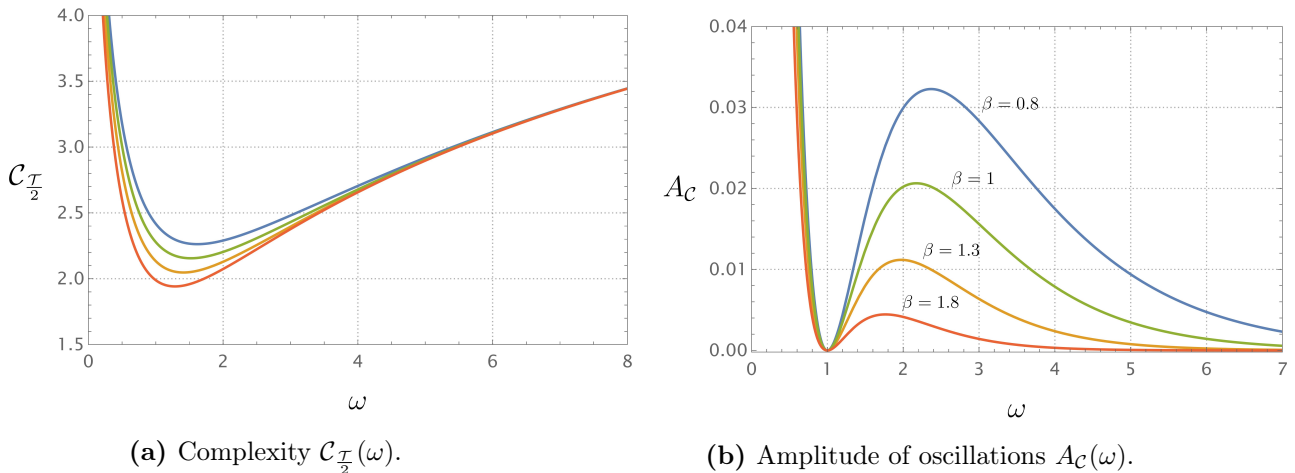 4.0
3.5
3.0
2.5
2.0
1.5
0 2 4 6 8
𝒞_{𝒯/2}
ω
(a) Complexity 𝒞_{𝒯/2}(ω).
0.04
0.03
0.02
0.01
0.00
0 1 2 3 4 5 6 7
A_𝒞
β = 0.8
β = 1
β = 1.3
β = 1.8
ω
(b) Amplitude of oscillations A_𝒞(ω).